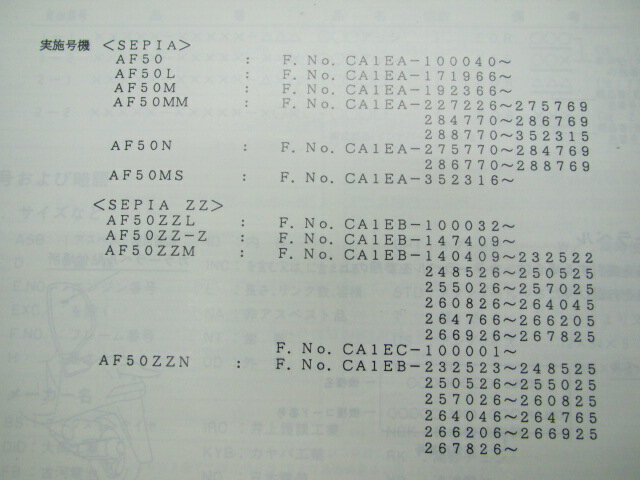 実施号機 <SEPIA>
AF50 : F. No. CA1EA-100040~
AF50L : F. No. CA1EA-171966~
AF50M : F. No. CA1EA-192366~
AF50MM : F. No. CA1EA-227226~275769
284770~286769
288770~352315
AF50N : F. No. CA1EA-275770~284769
286770~288769
AF50MS : F. No. CA1EA-352316~
<SEPIA ZZ>
AF50ZZL : F. No. CA1EB-100032~
AF50ZZ-Z : F. No. CA1EB-147409~
AF50ZZM : F. No. CA1EB-140409~232522
248526~250525
255026~257025
260826~264045
264766~266205
266926~267825
F. No. CA1EC-100001~
AF50ZZN : F. No. CA1EB-232523~248525
250526~255025
257026~260825
264046~264765
266206~266925
267826~